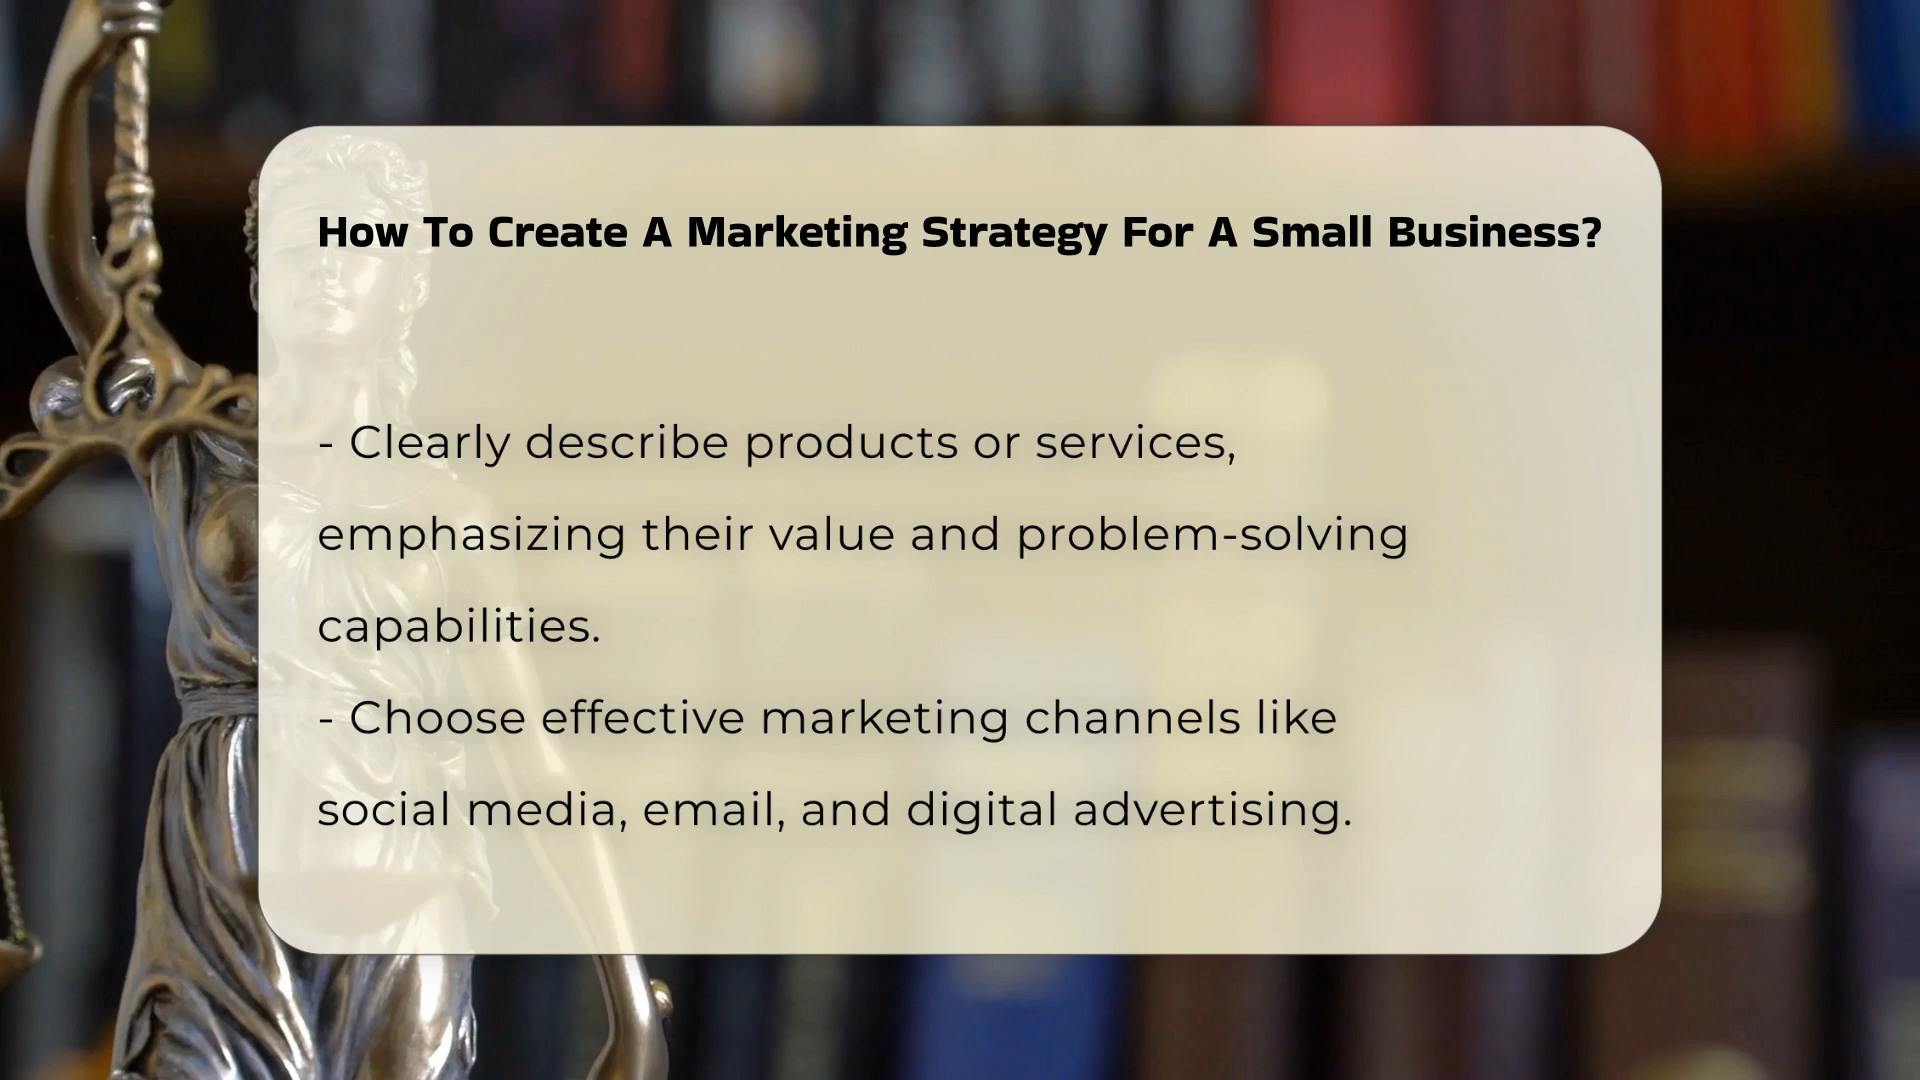 How To Create A Marketing Strategy For A Small Business?
- Clearly describe products or services,
emphasizing their value and problem-solving
capabilities.
- Choose effective marketing channels like
social media, email, and digital advertising.